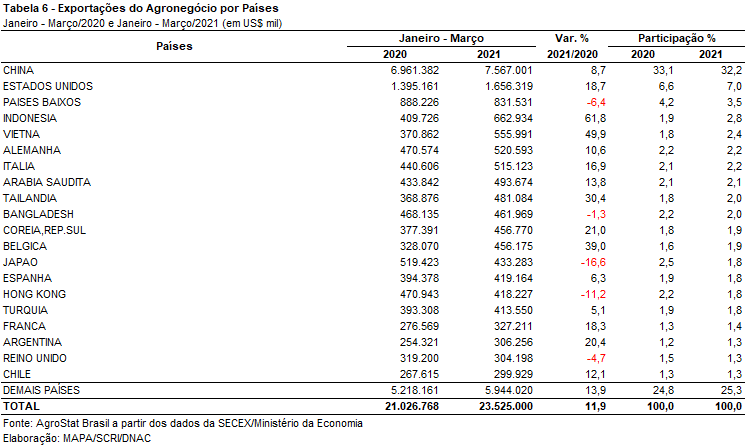 Tabela 6 - Exportações do Agronegócio por Países
Janeiro - Março/2020 e Janeiro - Março/2021 (em US$ mil)
Países Janeiro - Março Var. % Participação %
2020 2021 2021/2020 2020 2021
CHINA 6.961.382 7.567.001 8,7 33,1 32,2
ESTADOS UNIDOS 1.395.161 1.656.319 18,7 6,6 7,0
PAISES BAIXOS 888.226 831.531 -6,4 4,2 3,5
INDONESIA 409.726 662.934 61,8 1,9 2,8
VIETNA 370.862 555.991 49,9 1,8 2,4
ALEMANHA 470.574 520.593 10,6 2,2 2,2
ITALIA 440.606 515.123 16,9 2,1 2,2
ARABIA SAUDITA 433.842 493.674 13,8 2,1 2,1
TAILANDIA 368.876 481.084 30,4 1,8 2,0
BANGLADESH 468.135 461.969 -1,3 2,2 2,0
COREIA,REP.SUL 377.391 456.770 21,0 1,8 1,9
BELGICA 328.070 456.175 39,0 1,6 1,9
JAPAO 519.423 433.283 -16,6 2,5 1,8
ESPANHA 394.378 419.164 6,3 1,9 1,8
HONG KONG 470.943 418.227 -11,2 2,2 1,8
TURQUIA 393.308 413.550 5,1 1,9 1,8
FRANCA 276.569 327.211 18,3 1,3 1,4
ARGENTINA 254.321 306.256 20,4 1,2 1,3
REINO UNIDO 319.200 304.198 -4,7 1,5 1,3
CHILE 267.615 299.929 12,1 1,3 1,3
DEMAIS PAÍSES 5.218.161 5.944.020 13,9 24,8 25,3
TOTAL 21.026.768 23.525.000 11,9 100,0 100,0
Fonte: AgroStat Brasil a partir dos dados da SECEX/Ministério da Economia
Elaboração: MAPA/SCRI/DNAC